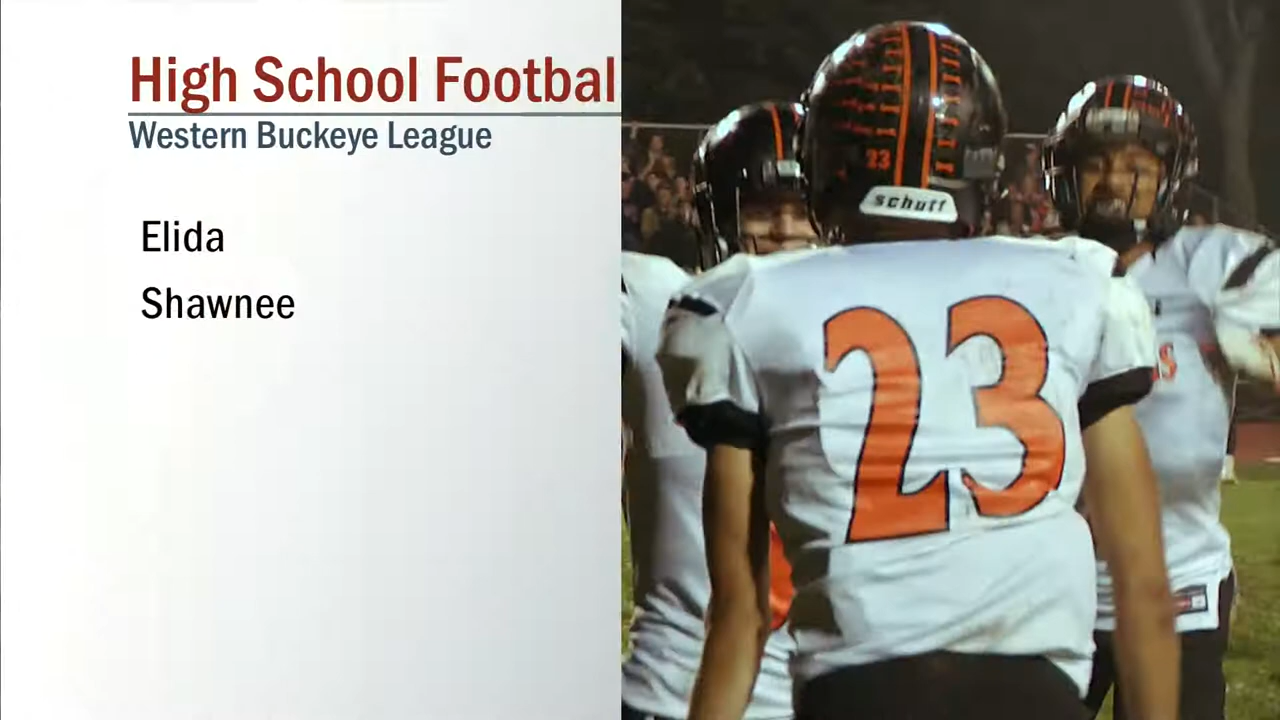 High School Footbal
Western Buckeye League
Elida
Shawnee
23
schutt
23